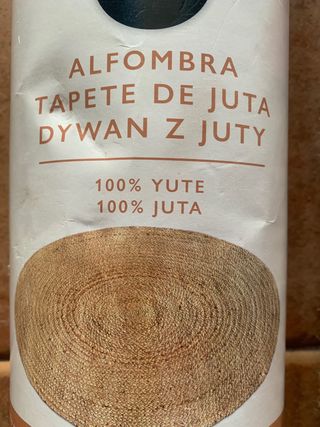 ALFOMBRA
TAPETE DE JUTA
DYWAN Z JUTY
100% YUTE
100% JUTA